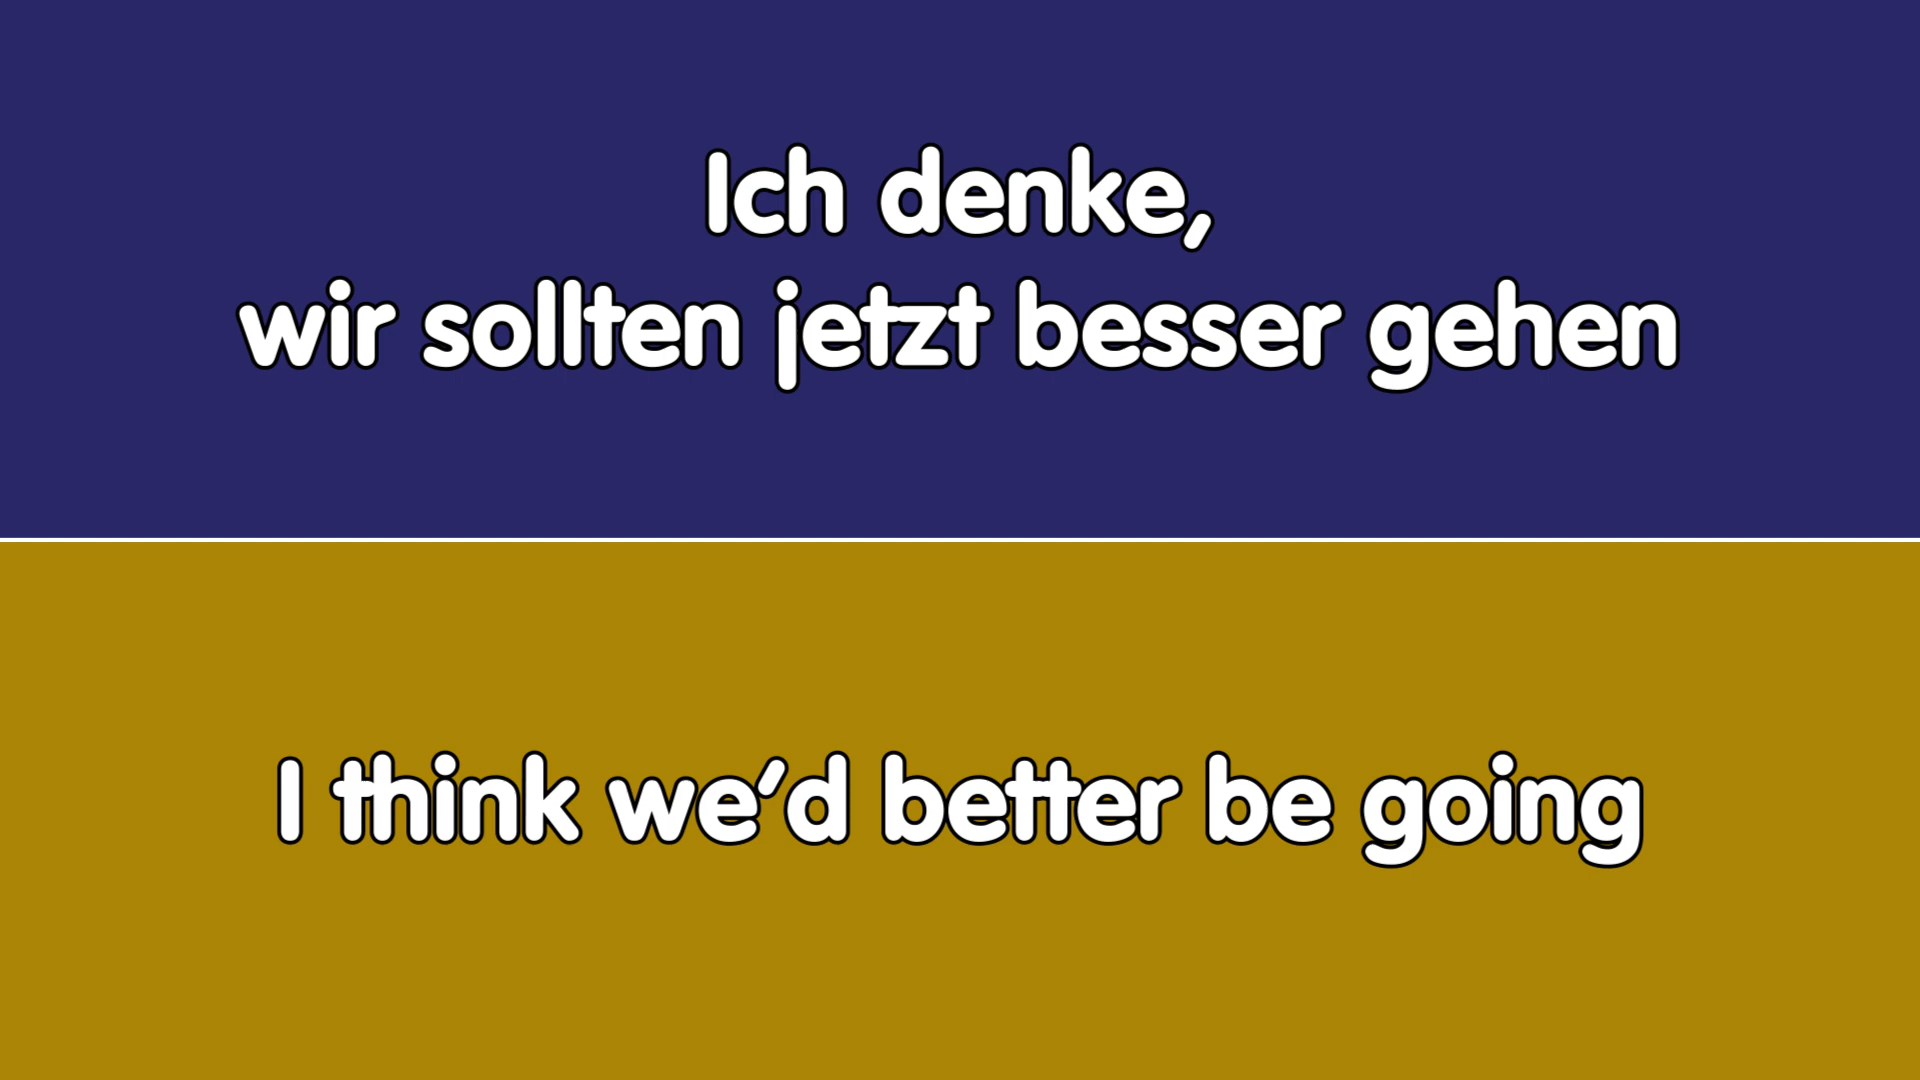 Ich denke,
wir sollten jetzt besser gehen
I think we'd better be going